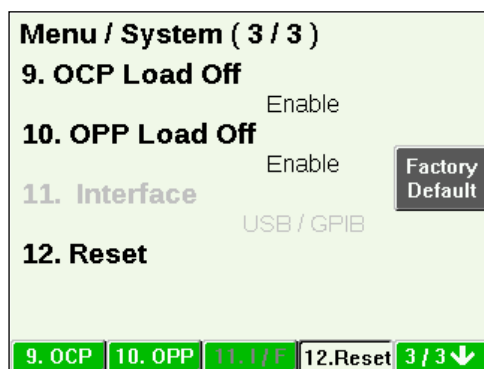 Menu / System ( 3 / 3 )
9. OCP Load Off
Enable
10. OPP Load Off
Enable
Factory
Default
11. Interface
USB / GPIB
12. Reset
9. OCP 10. OPP 11. I / F 12.Reset 3 / 3